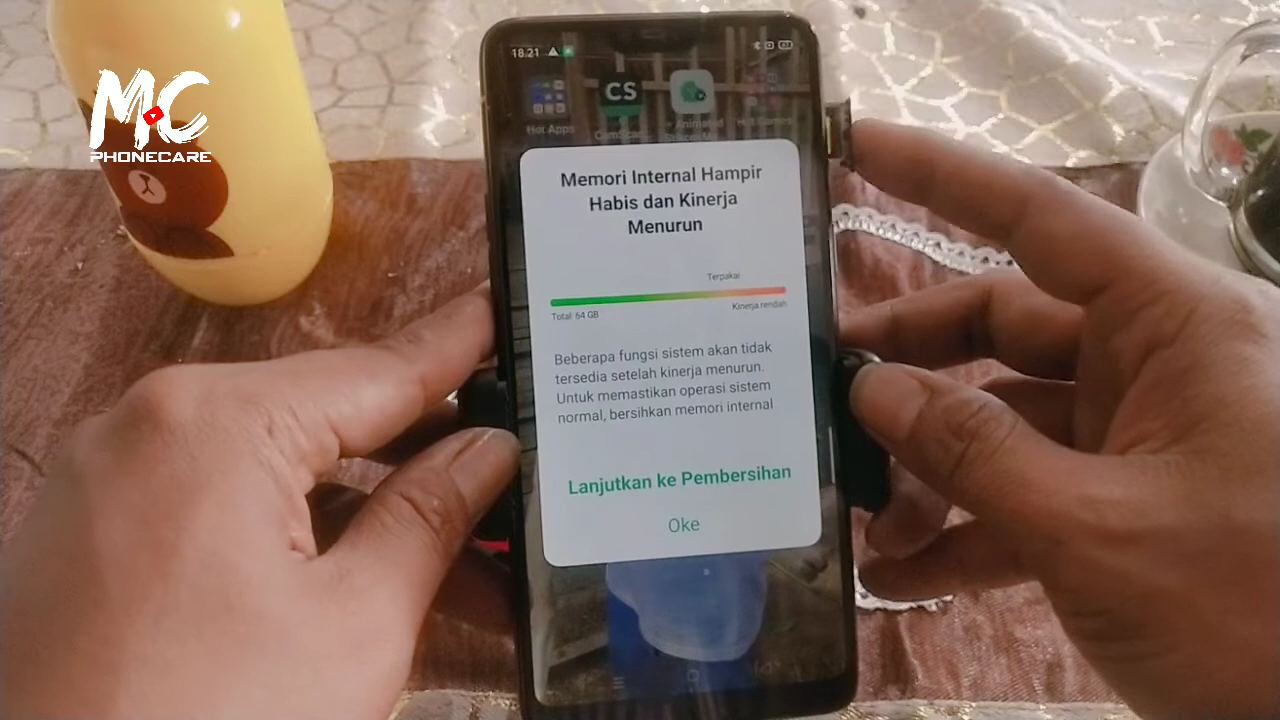 MC
PHONECARE
18.21
CS
Hot Apps
Memori Internal Hampir
Habis dan Kinerja
Menurun
Terpakai
Total: 64 GB
Kinerja rendah
Beberapa fungsi sistem akan tidak
tersedia setelah kinerja menurun.
Untuk memastikan operasi sistem
normal, bersihkan memori internal
Lanjutkan ke Pembersihan
Oke